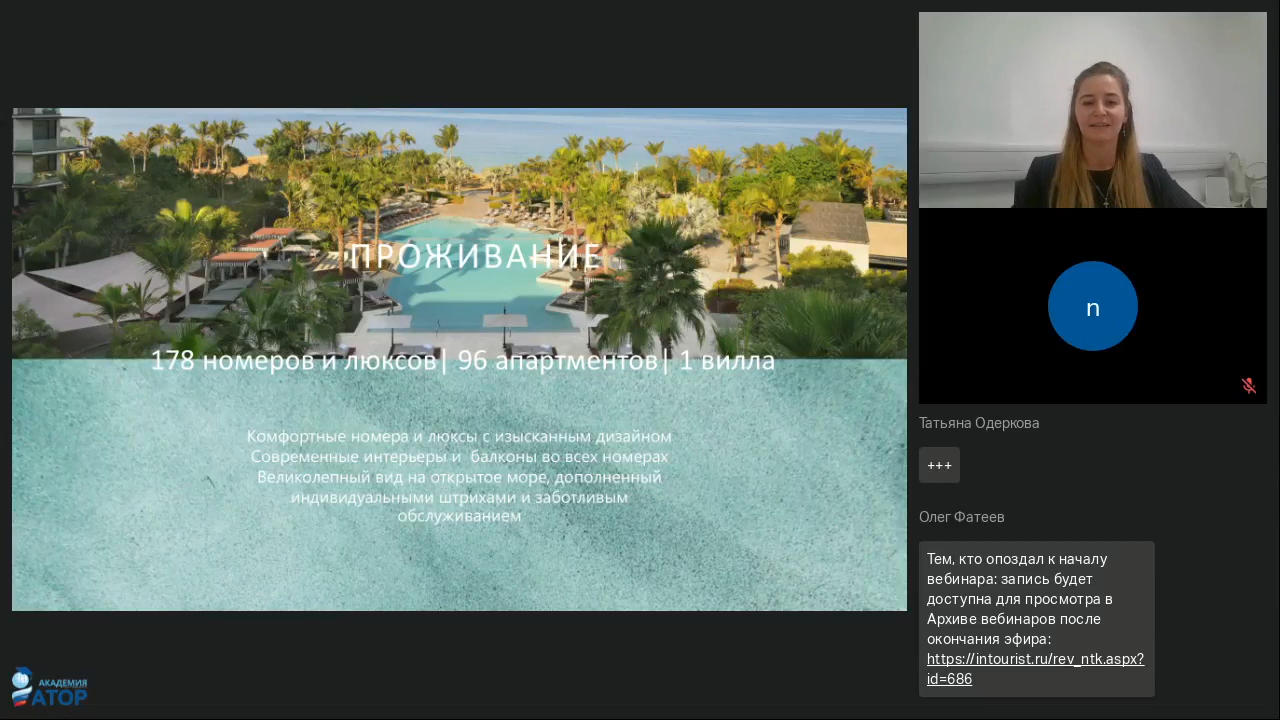 ПРОЖИВАНИЕ
178 номеров и люксов| 96 апартментов| 1 вилла
Комфортные номера и люксы с изысканным дизайном
Современные интерьеры и балконы во всех номерах
Великолепный вид на открытое море, дополненный
индивидуальными штрихами и заботливым
обслуживанием
n
Татьяна Одеркова
+++
Олег Фатеев
Тем, кто опоздал к началу
вебинара: запись будет
доступна для просмотра в
Архиве вебинаров после
окончания эфира:
https://intourist.ru/rev_ntk.aspx?
id=686
АКАДЕМИЯ
АТОР